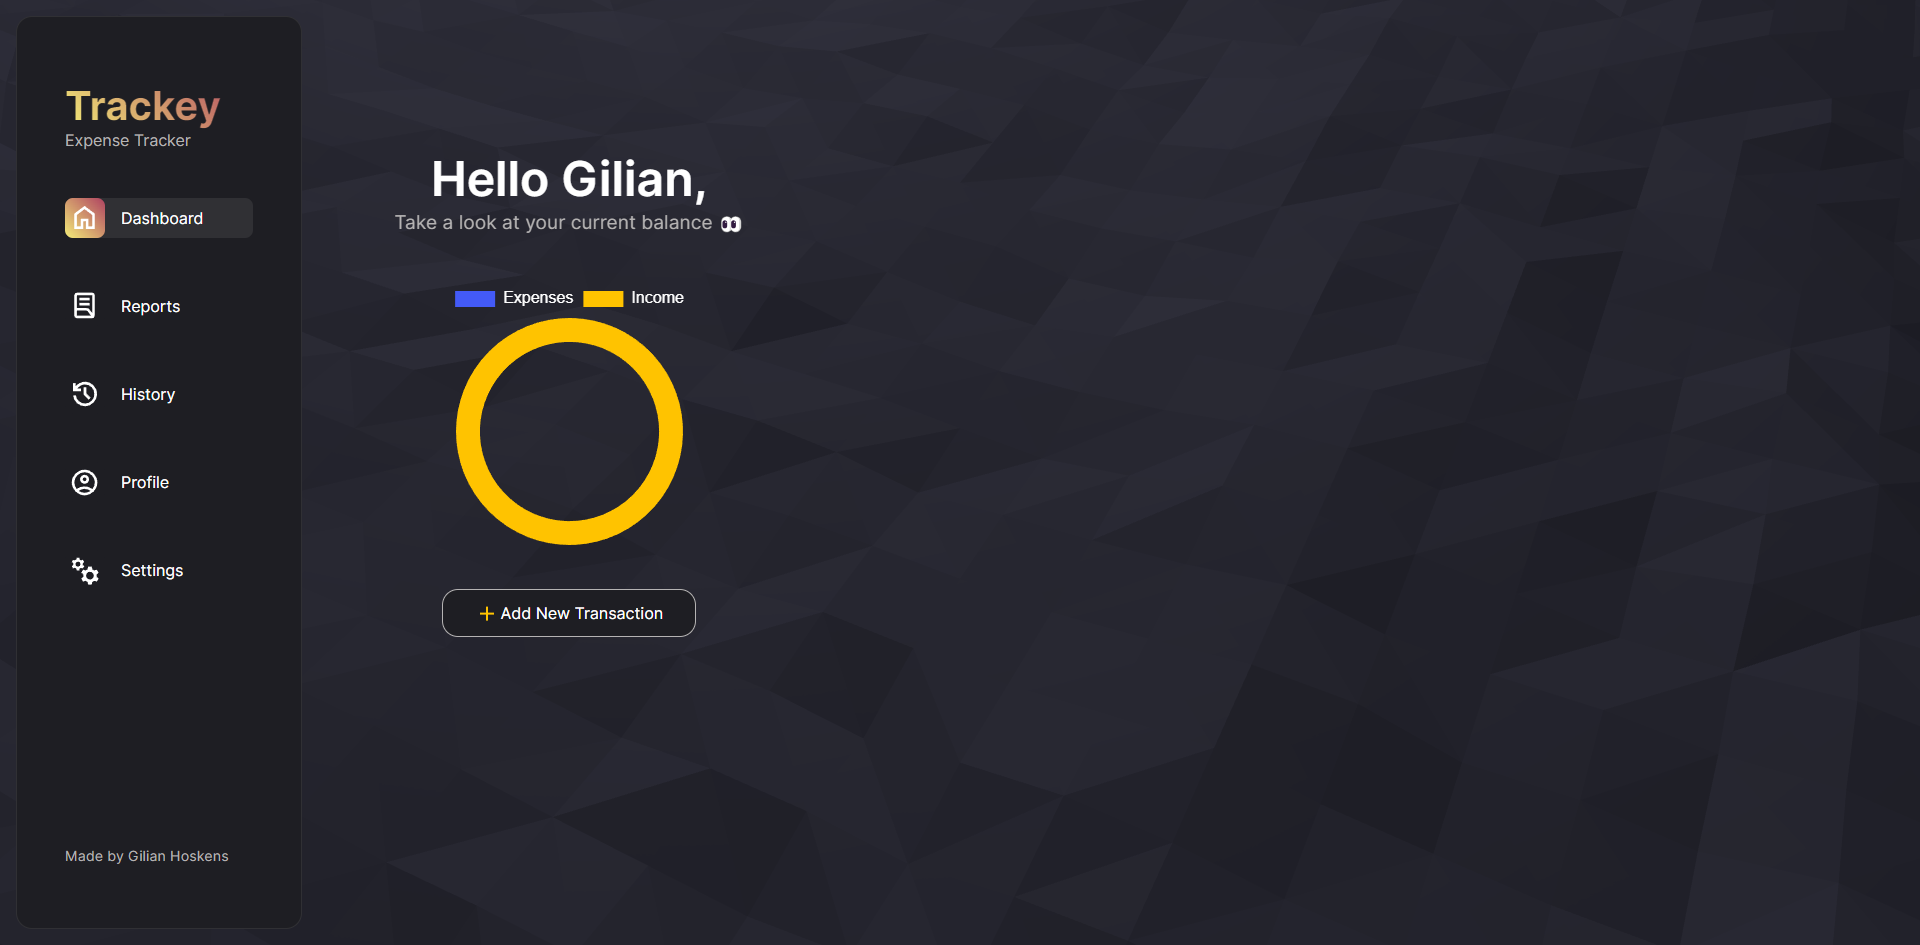 Trackey
Expense Tracker
Dashboard
Reports
History
Profile
Settings
Made by Gilian Hoskens
Hello Gilian,
Take a look at your current balance 👀
Expenses Income
+ Add New Transaction